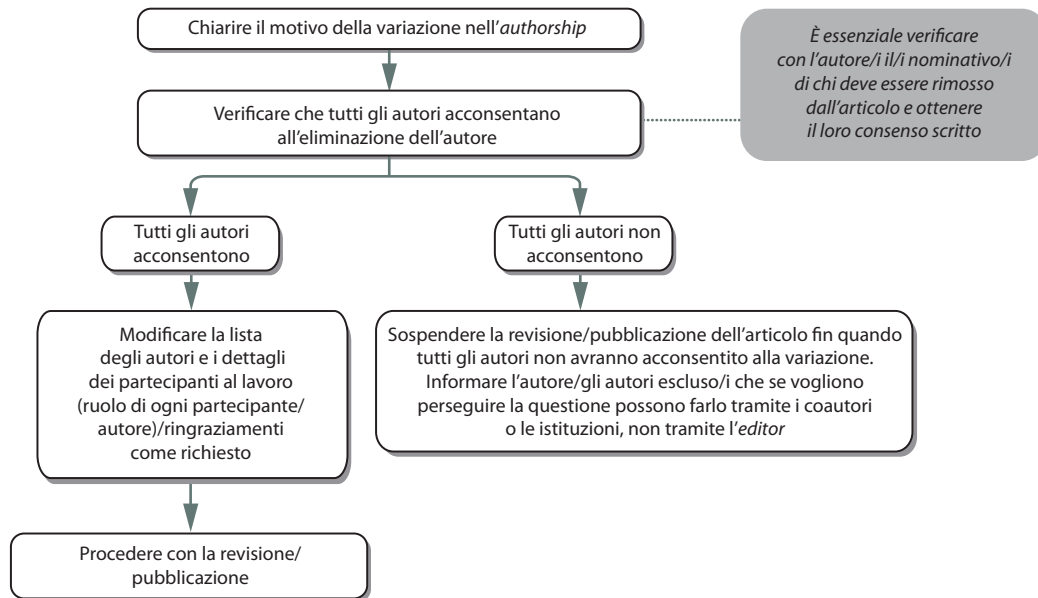 Chiarire il motivo della variazione nell'authorship
È essenziale verificare
con l'autore/i il/i nominativo/i
di chi deve essere rimosso
dall'articolo e ottenere
il loro consenso scritto
Verificare che tutti gli autori acconsentano
all'eliminazione dell'autore
Tutti gli autori
acconsentono
Tutti gli autori non
acconsentono
Modificare la lista
degli autori e i dettagli
dei partecipanti al lavoro
(ruolo di ogni partecipante/
autore)/ringraziamenti
come richiesto
Sospendere la revisione/pubblicazione dell'articolo fin quando
tutti gli autori non avranno acconsentito alla variazione.
Informare l'autore/gli autori escluso/i che se vogliono
perseguire la questione possono farlo tramite i coautori
o le istituzioni, non tramite l'editor
Procedere con la revisione/
pubblicazione